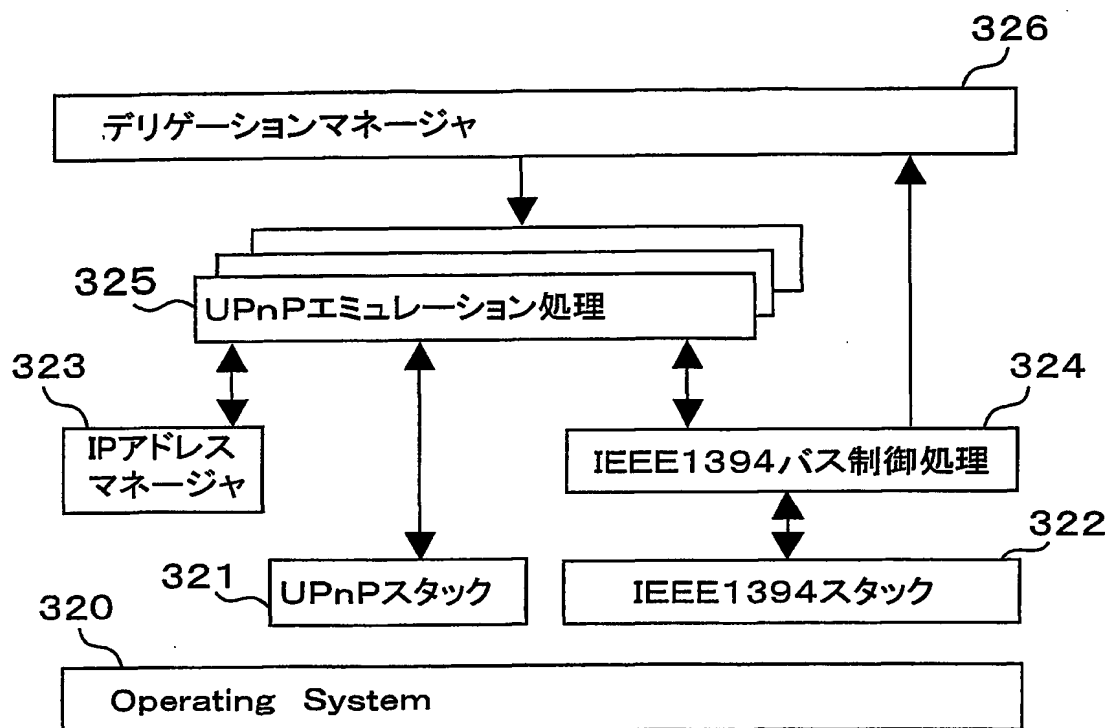 326
デリゲーションマネージャ
325
UPnPエミュレーション処理
323
324
IPアドレス
マネージャ
IEEE1394バス制御処理
322
321
UPnPスタック
IEEE1394スタック
320
Operating System